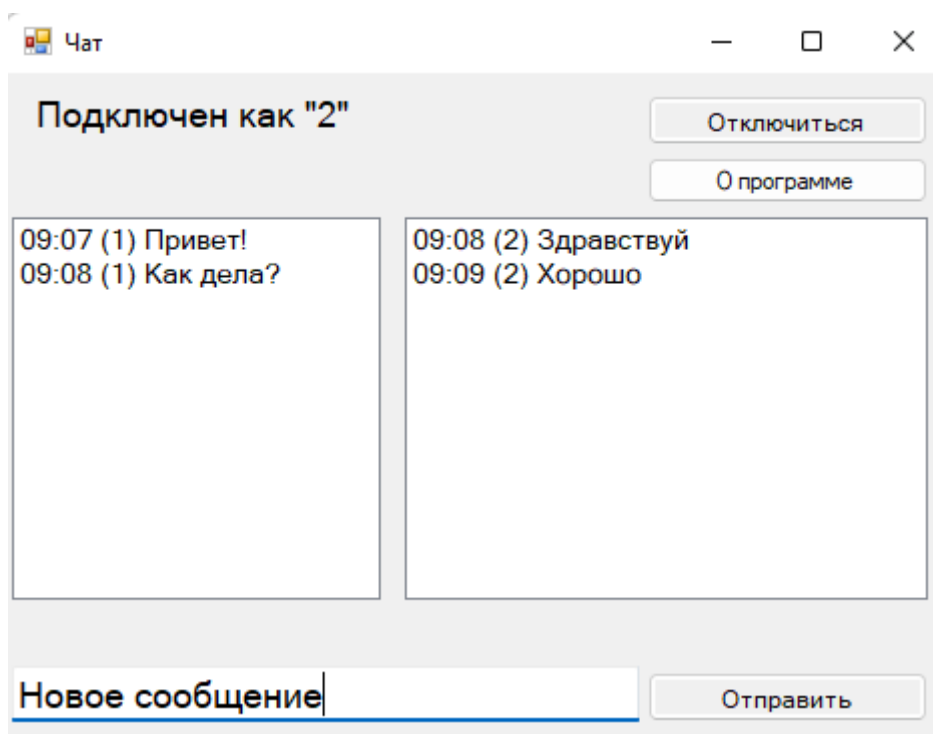 Чат
Подключен как "2"
Отключиться
О программе
09:07 (1) Привет!
09:08 (1) Как дела?
09:08 (2) Здравствуй
09:09 (2) Хорошо
Новое сообщение
Отправить